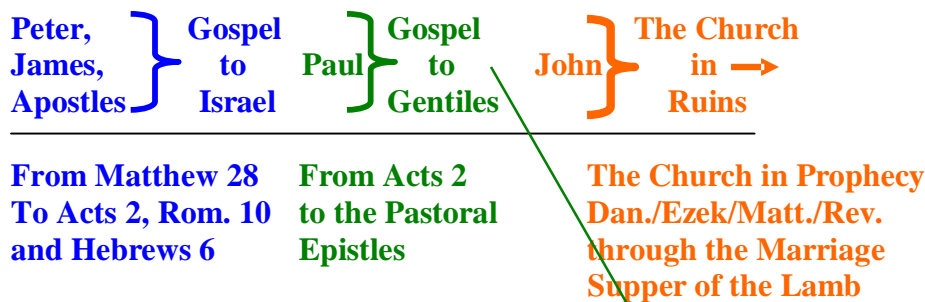 Peter,
James,
Apostles
Gospel
to
Israel
Paul
Gospel
to
Gentiles
John
The Church
in
Ruins
From Matthew 28
To Acts 2, Rom. 10
and Hebrews 6
From Acts 2
to the Pastoral
Epistles
The Church in Prophecy
Dan./Ezek/Matt./Rev.
through the Marriage
Supper of the Lamb